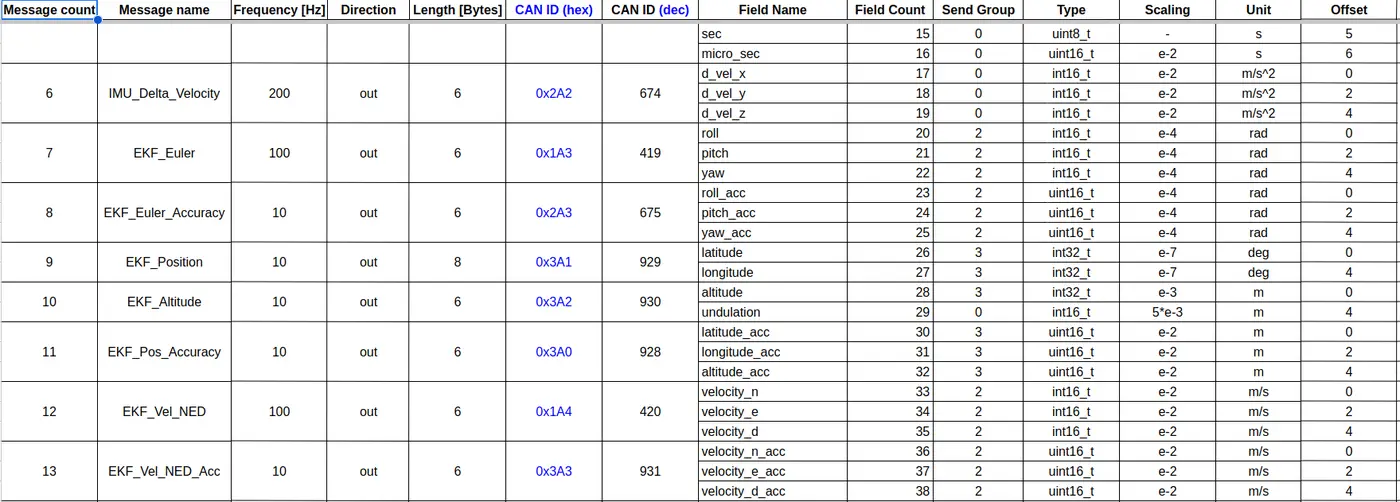 Message count Message name Frequency [Hz] Direction Length [Bytes] CAN ID (hex) CAN ID (dec) Field Name Field Count Send Group Type Scaling Unit Offset
sec 15 0 uint8_t - s 5
micro_sec 16 0 uint16_t e-2 s 6
d_vel_x 17 0 int16_t e-2 m/s^2 0
6 IMU_Delta_Velocity 200 out 6 0x2A2 674 d_vel_y 18 0 int16_t e-2 m/s^2 2
d_vel_z 19 0 int16_t e-2 m/s^2 4
roll 20 2 int16_t e-4 rad 0
7 EKF_Euler 100 out 6 0x1A3 419 pitch 21 2 int16_t e-4 rad 2
yaw 22 2 int16_t e-4 rad 4
roll_acc 23 2 uint16_t e-4 rad 0
8 EKF_Euler_Accuracy 10 out 6 0x2A3 675 pitch_acc 24 2 uint16_t e-4 rad 2
yaw_acc 25 2 uint16_t e-4 rad 4
9 EKF_Position 10 out 8 0x3A1 929 latitude 26 3 int32_t e-7 deg 0
longitude 27 3 int32_t e-7 deg 4
10 EKF_Altitude 10 out 6 0x3A2 930 altitude 28 3 int32_t e-3 m 0
undulation 29 0 int16_t 5*e-3 m 4
latitude_acc 30 3 uint16_t e-2 m 0
11 EKF_Pos_Accuracy 10 out 6 0x3A0 928 longitude_acc 31 3 uint16_t e-2 m 2
altitude_acc 32 3 uint16_t e-2 m 4
velocity_n 33 2 int16_t e-2 m/s 0
12 EKF_Vel_NED 100 out 6 0x1A4 420 velocity_e 34 2 int16_t e-2 m/s 2
velocity_d 35 2 int16_t e-2 m/s 4
velocity_n_acc 36 2 uint16_t e-2 m/s 0
13 EKF_Vel_NED_Acc 10 out 6 0x3A3 931 velocity_e_acc 37 2 uint16_t e-2 m/s 2
velocity_d_acc 38 2 uint16_t e-2 m/s 4